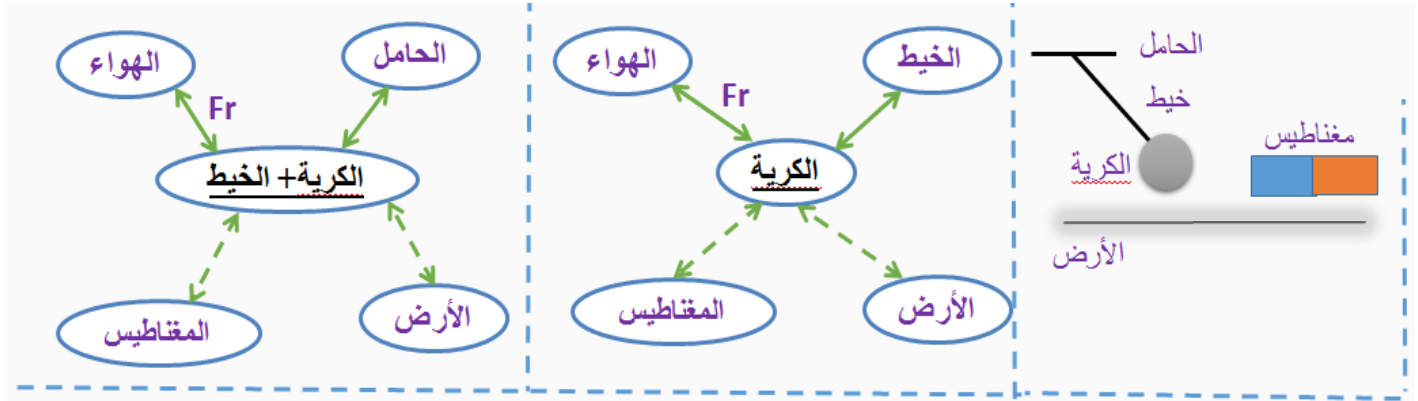 الحامل
خيط
مغناطيس
الكرية
الأرض
الخيط
الهواء
Fr
الكرية
الأرض
المغناطيس
الحامل
الهواء
Fr
الكرية+ الخيط
الأرض
المغناطيس